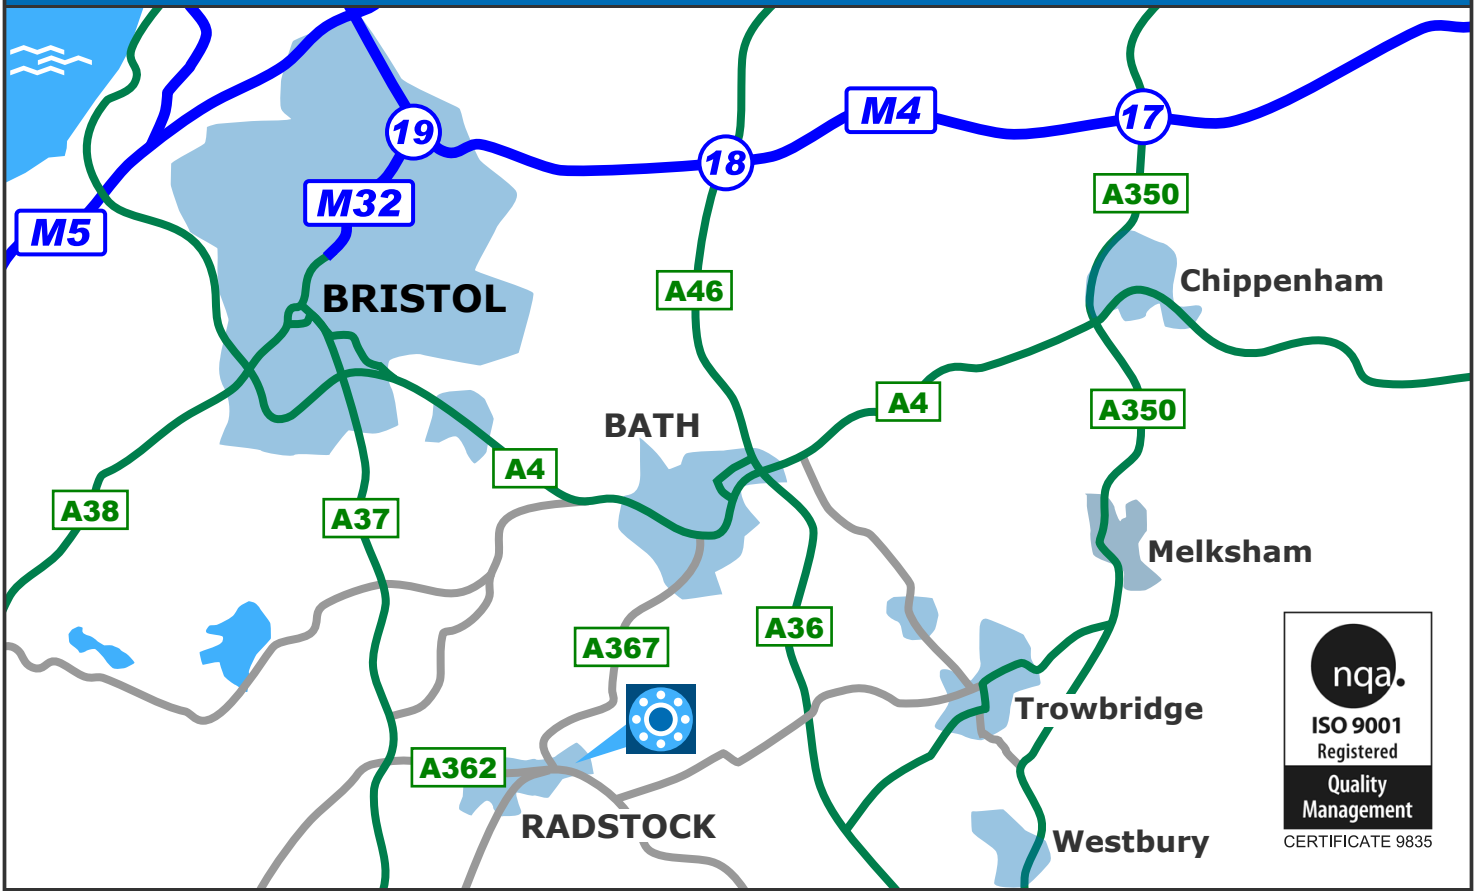 19
M4
17
18
M32
A350
M5
Chippenham
A46
BRISTOL
A4
A350
BATH
A4
A38
A37
Melksham
A36
A367
nqa.
Trowbridge
ISO 9001
Registered
A362
Quality
Management
RADSTOCK
Westbury
CERTIFICATE 9835